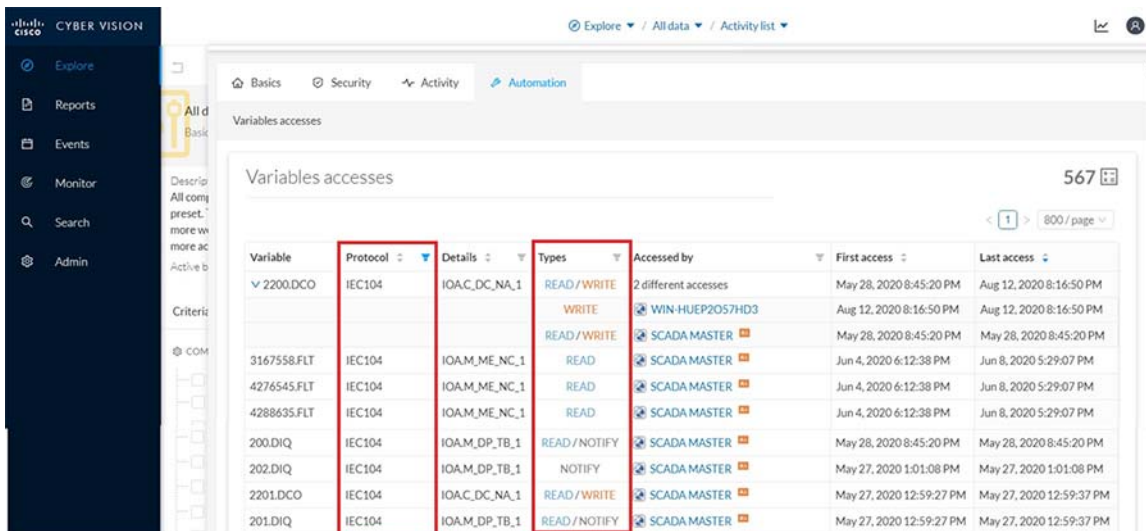 CISCO CYBER VISION
Explore / All data / Activity list
Explore
Reports
Events
Monitor
Search
Admin
Basics Security Activity Automation
Variables accesses
All d
Basic
Descrip
All comp
preset.
more we
more ac
Active b
Criteria
COM
Variables accesses 567
< 1 > 800 / page
Variable Protocol Details Types Accessed by First access Last access
2200.DCO IEC104 IOA.C_DC_NA_1 READ / WRITE 2 different accesses May 28, 2020 8:45:20 PM Aug 12, 2020 8:16:50 PM
WRITE WIN-HUEP2O57HD3 Aug 12, 2020 8:16:50 PM Aug 12, 2020 8:16:50 PM
READ / WRITE SCADA MASTER May 28, 2020 8:45:20 PM May 28, 2020 8:45:20 PM
3167558.FLT IEC104 IOA.M_ME_NC_1 READ SCADA MASTER Jun 4, 2020 6:12:38 PM Jun 8, 2020 5:29:07 PM
4276545.FLT IEC104 IOA.M_ME_NC_1 READ SCADA MASTER Jun 4, 2020 6:12:38 PM Jun 8, 2020 5:29:07 PM
4288635.FLT IEC104 IOA.M_ME_NC_1 READ SCADA MASTER Jun 4, 2020 6:12:38 PM Jun 8, 2020 5:29:07 PM
200.DIQ IEC104 IOA.M_DP_TB_1 READ / NOTIFY SCADA MASTER May 28, 2020 8:45:20 PM May 28, 2020 8:45:20 PM
202.DIQ IEC104 IOA.M_DP_TB_1 NOTIFY SCADA MASTER May 27, 2020 1:01:08 PM May 27, 2020 1:01:08 PM
2201.DCO IEC104 IOA.C_DC_NA_1 READ / WRITE SCADA MASTER May 27, 2020 12:59:27 PM May 27, 2020 12:59:37 PM
201.DIQ IEC104 IOA.M_DP_TB_1 READ / NOTIFY SCADA MASTER May 27, 2020 12:59:27 PM May 27, 2020 12:59:37 PM